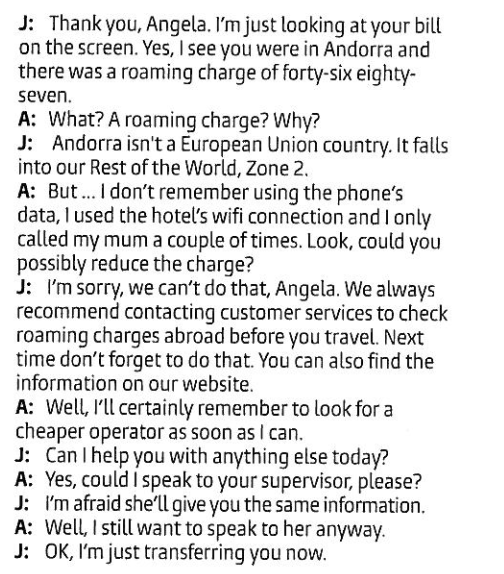 J: Thank you, Angela. I'm just looking at your bill
on the screen. Yes, I see you were in Andorra and
there was a roaming charge of forty-six eighty-
seven.
A: What? A roaming charge? Why?
J: Andorra isn't a European Union country. It falls
into our Rest of the World, Zone 2.
A: But ... I don't remember using the phone's
data, I used the hotel's wifi connection and I only
called my mum a couple of times. Look, could you
possibly reduce the charge?
J: I'm sorry, we can't do that, Angela. We always
recommend contacting customer services to check
roaming charges abroad before you travel. Next
time don't forget to do that. You can also find the
information on our website.
A: Well, I'll certainly remember to look for a
cheaper operator as soon as I can.
J: Can I help you with anything else today?
A: Yes, could I speak to your supervisor, please?
J: I'm afraid she'll give you the same information.
A: Well, I still want to speak to her anyway.
J: OK, I'm just transferring you now.